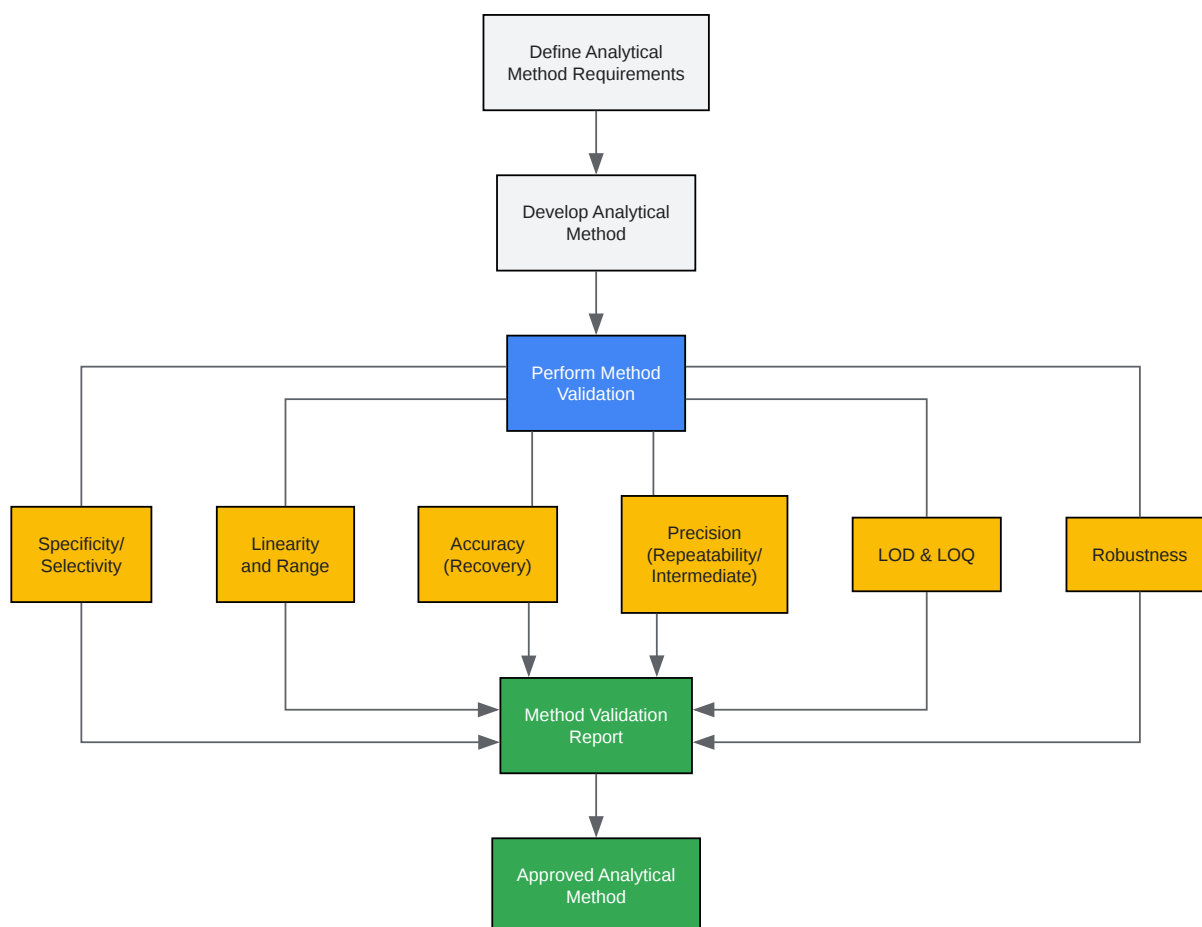 Define Analytical
Method Requirements
Develop Analytical
Method
Perform Method
Validation
Specificity/
Selectivity
Linearity
and Range
Accuracy
(Recovery)
Precision
(Repeatability/
Intermediate)
LOD & LOQ
Robustness
Method Validation
Report
Approved Analytical
Method